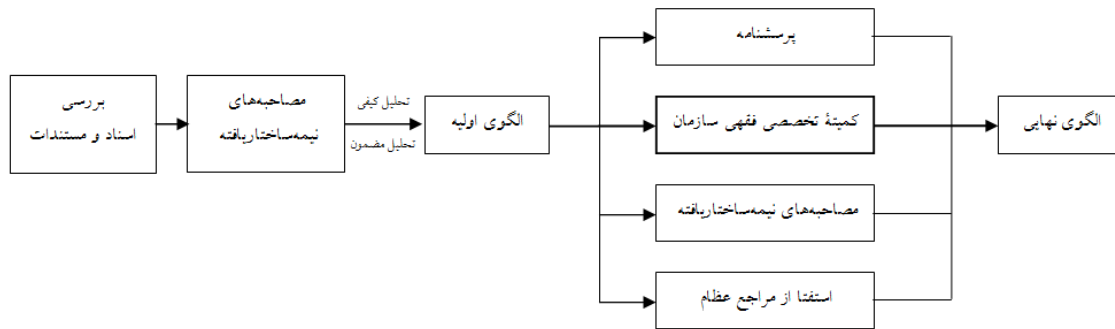 بررسی
اسناد و مستندات
مصاحبه‌های
نیمه‌ساختاریافته
تحلیل کیفی
تحلیل مضمون
الگوی اولیه
پرسشنامه
کمیتهٔ تخصصی فقهی سازمان
مصاحبه‌های نیمه‌ساختاریافته
استفتا از مراجع عظام
الگوی نهایی